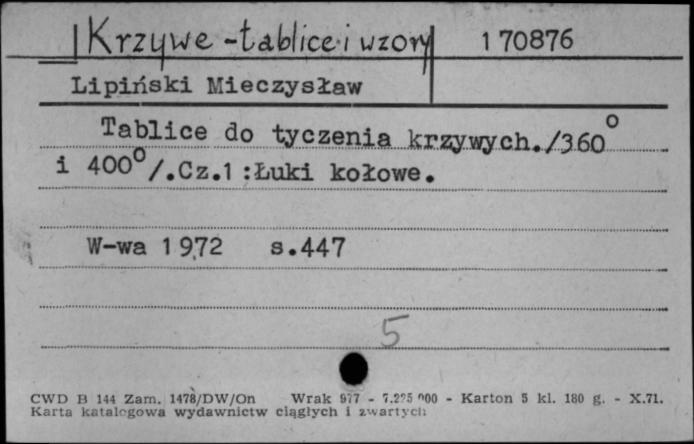 Krzywe - tablice i wzory 170876
Lipiński Mieczysław
Tablice do tyczenia krzywych./360°
i 400°/.Cz.1 :Łuki kołowe.
W-wa 1972 s.447
5
CWD B 144 Zam. 1478/DW/On Wrak 977 - 7.225 000 - Karton 5 kl. 180 g. - X.71.
Karta katalogowa wydawnictw ciągłych i zwartych